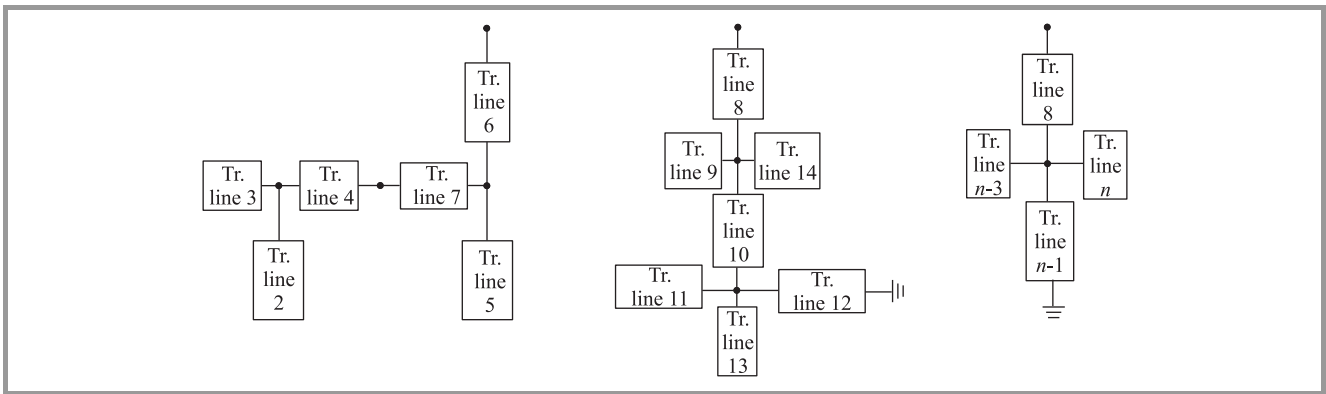 Tr.
line
6
Tr.
line 3
Tr.
line 4
Tr.
line 7
Tr.
line
2
Tr.
line
5
Tr.
line
8
Tr.
line 9
Tr.
line 14
Tr.
line
10
Tr.
line 11
Tr.
line 12
Tr.
line
13
Tr.
line
8
Tr.
line
n-3
Tr.
line
n
Tr.
line
n-1